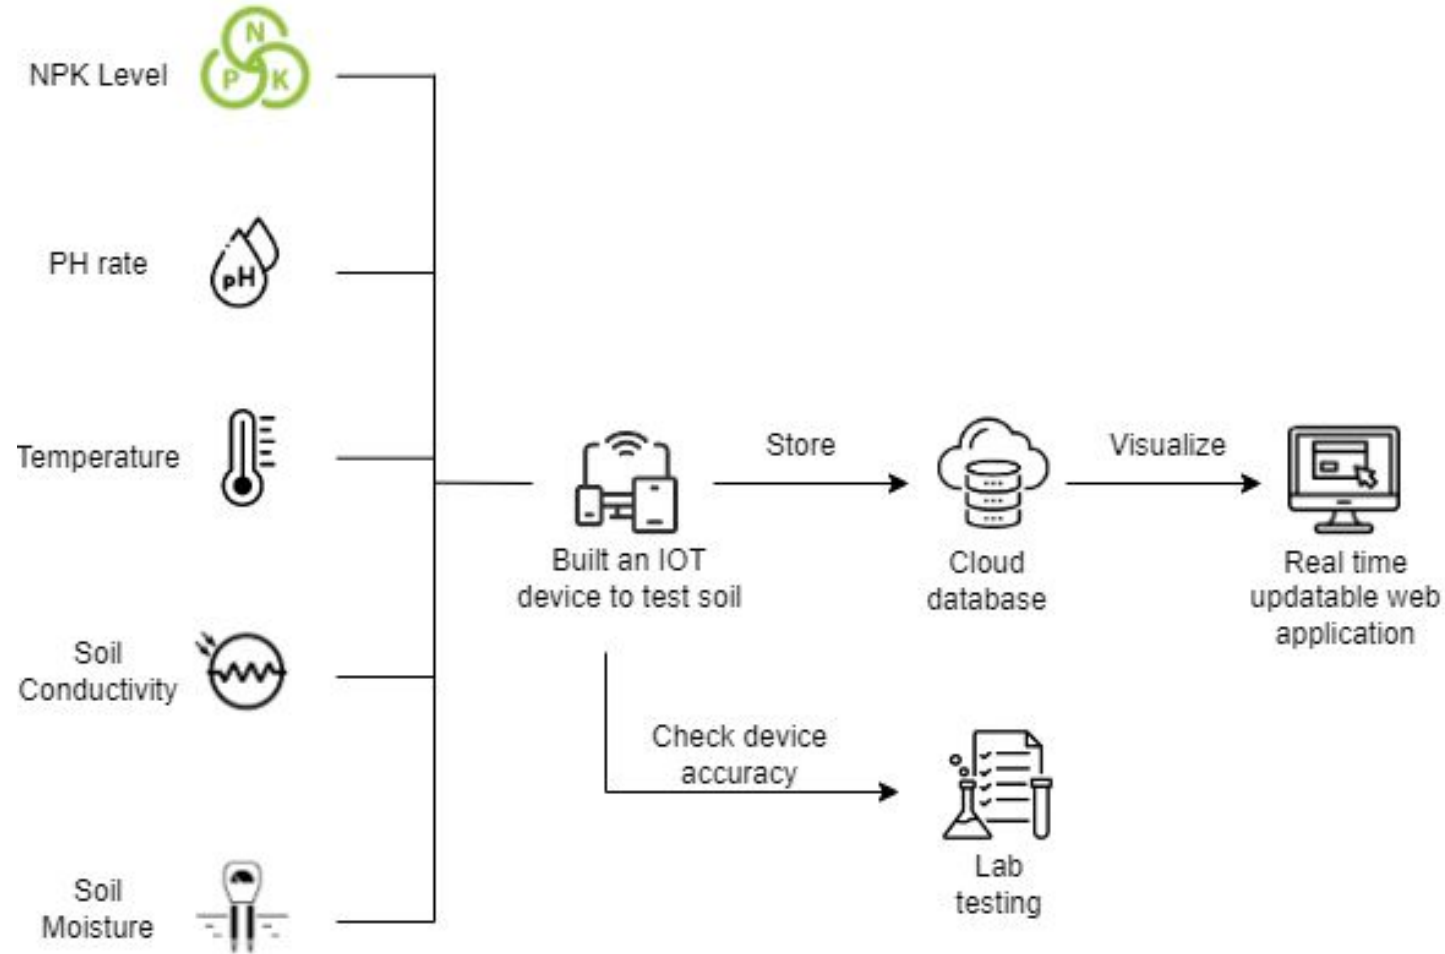 NPK Level
N
P K
PH rate
pH
Temperature
Soil
Conductivity
Soil
Moisture
Built an IOT
device to test soil
Store
Cloud
database
Visualize
Real time
updatable web
application
Check device
accuracy
Lab
testing